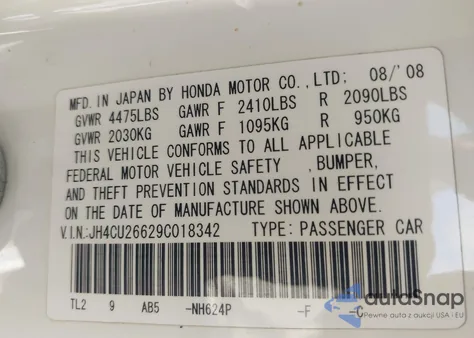 MFD. IN JAPAN BY HONDA MOTOR CO., LTD; 08/'08
GVWR 4475LBS GAWR F 2410LBS R 2090LBS
GVWR 2030KG GAWR F 1095KG R 950KG
THIS VEHICLE CONFORMS TO ALL APPLICABLE
FEDERAL MOTOR VEHICLE SAFETY , BUMPER,
AND THEFT PREVENTION STANDARDS IN EFFECT
ON THE DATE OF MANUFACTURE SHOWN ABOVE.
V.I.N:JH4CU26629C018342 TYPE: PASSENGER CAR
TL2 9 AB5 -NH624P -F -C
autoSnap
Pewne auta z aukcji USA i EU